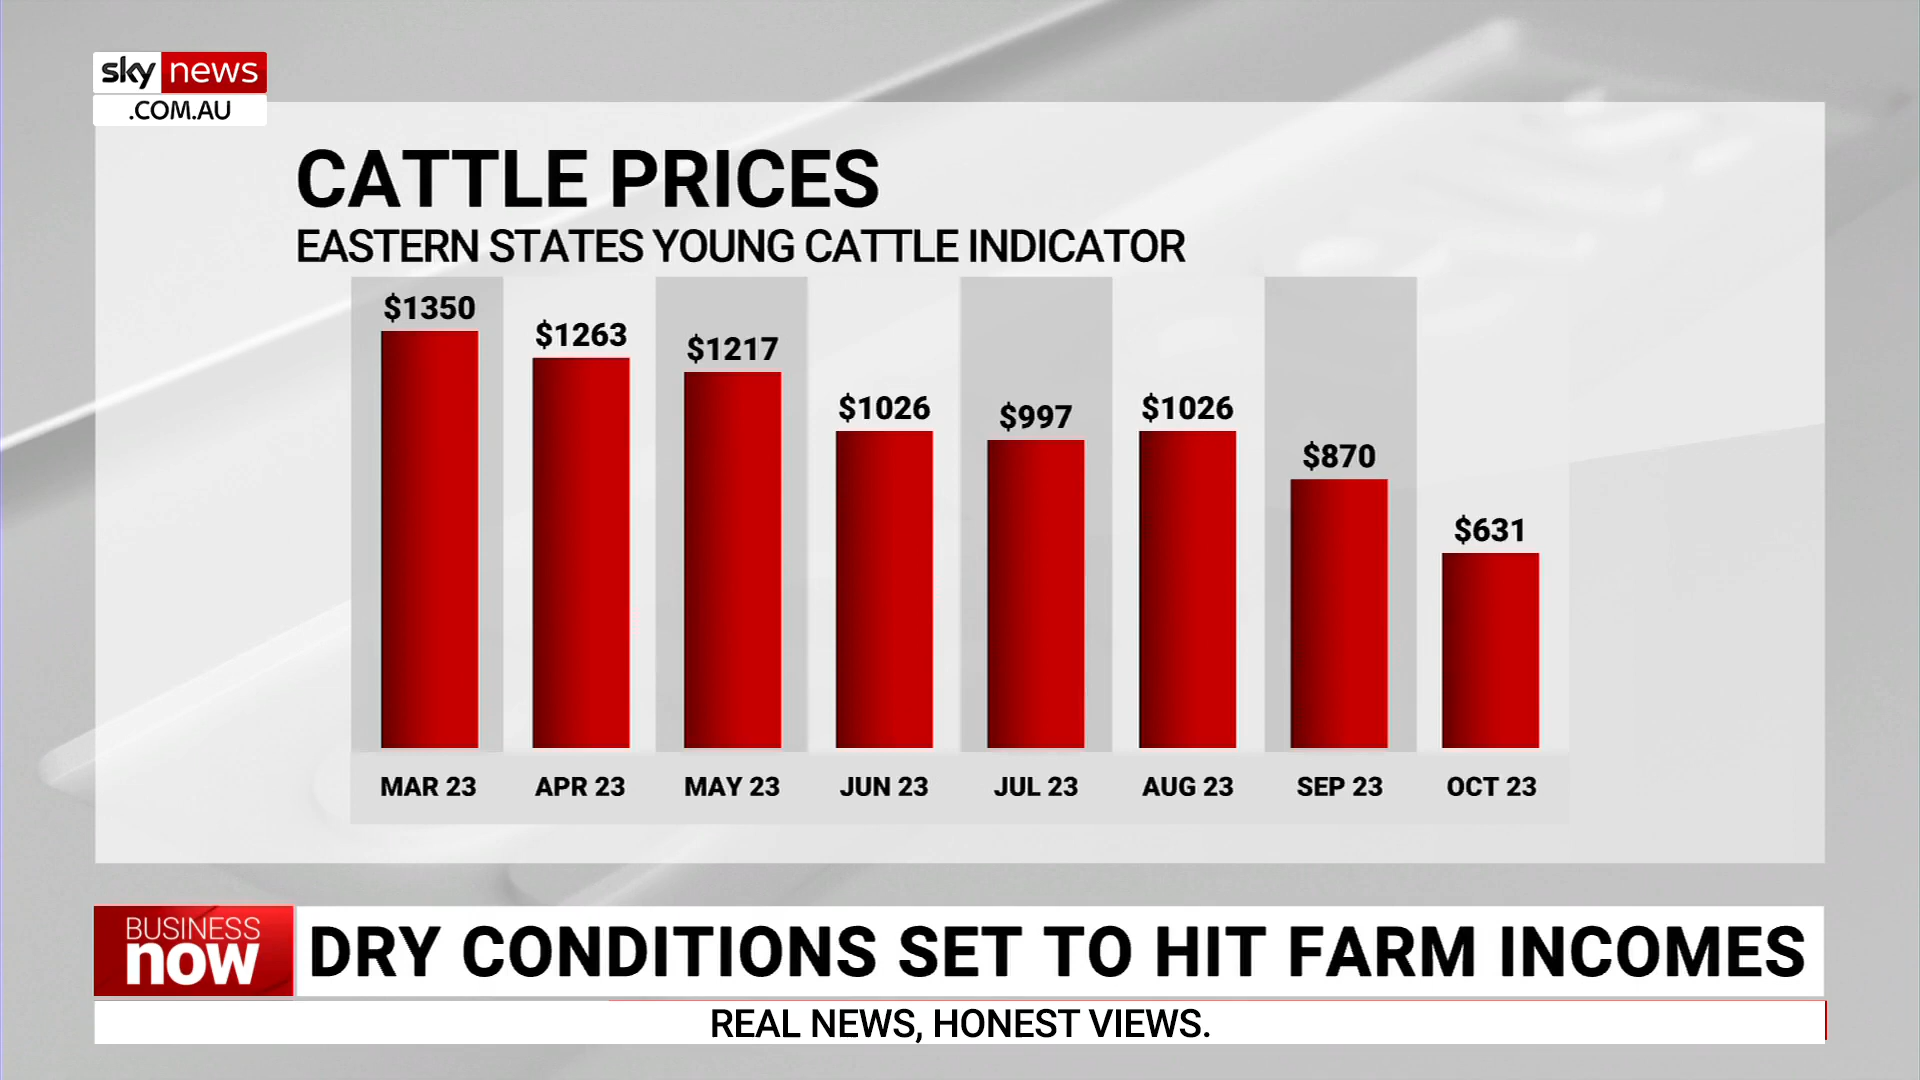 sky news
.COM.AU
CATTLE PRICES
EASTERN STATES YOUNG CATTLE INDICATOR
$1350
$1263
$1217
$1026
$997
$1026
$870
$631
MAR 23
APR 23
MAY 23
JUN 23
JUL 23
AUG 23
SEP 23
OCT 23
BUSINESS
now
DRY CONDITIONS SET TO HIT FARM INCOMES
REAL NEWS, HONEST VIEWS.